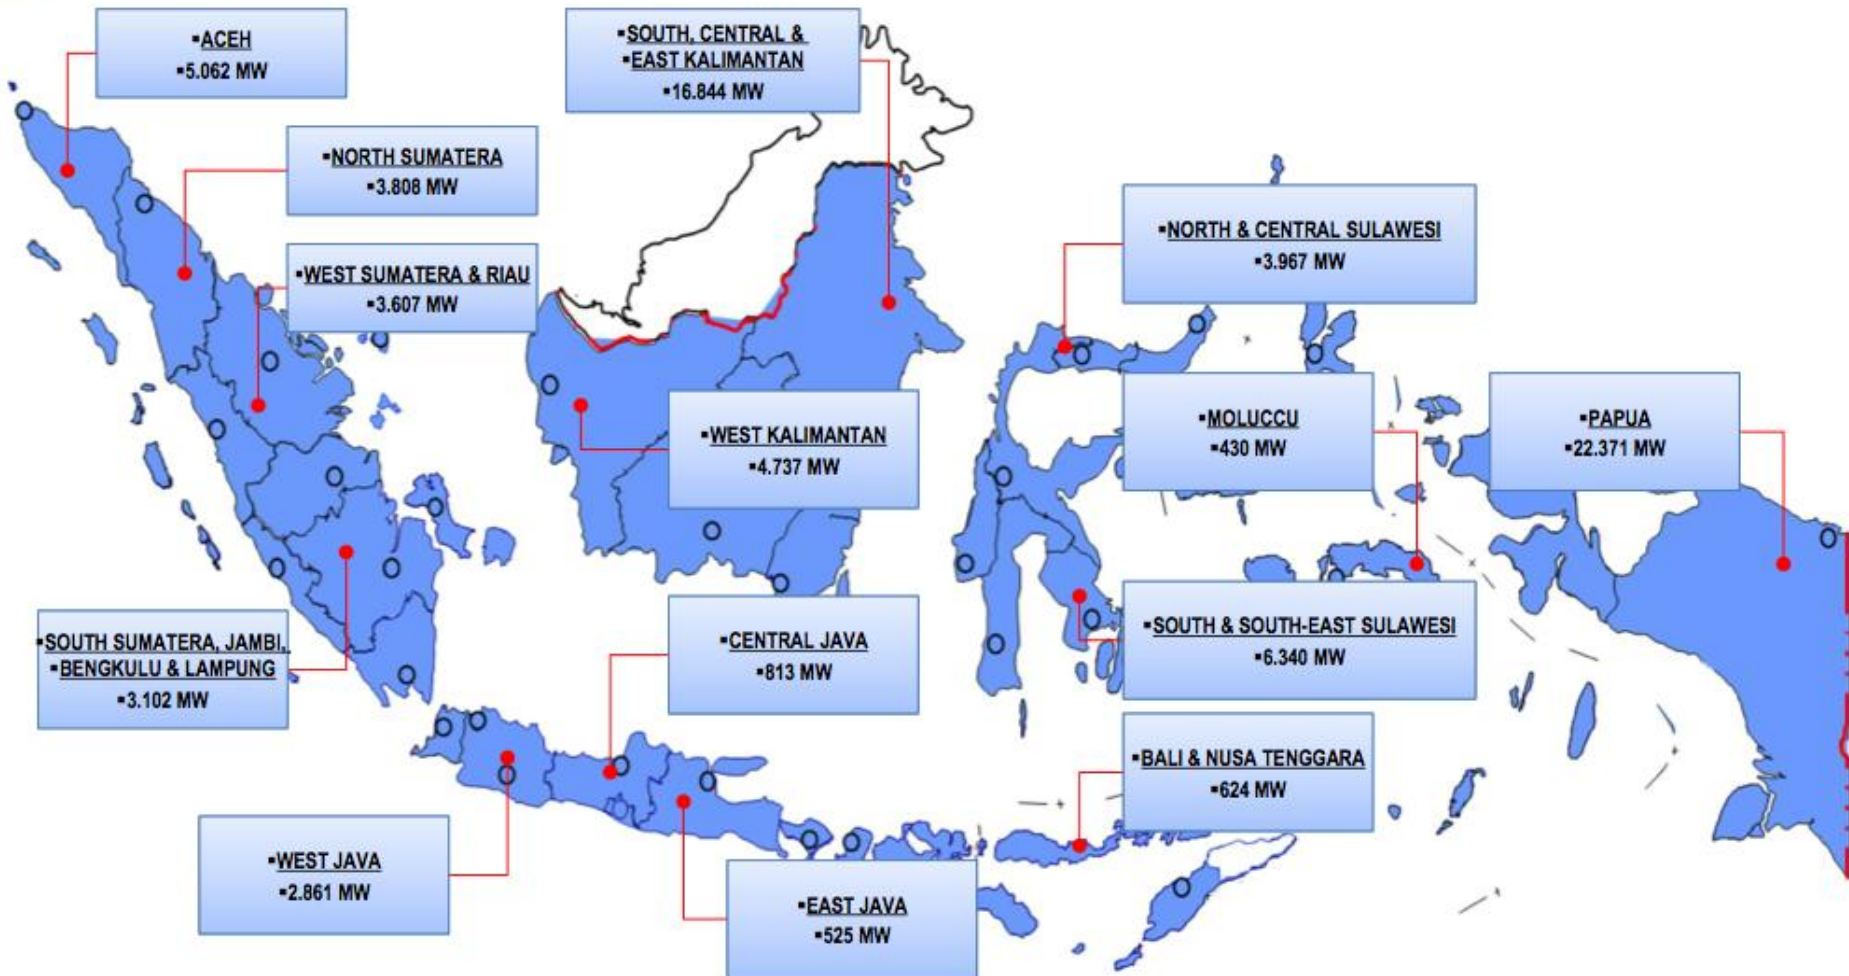 ▪ACEH
▪5.062 MW
▪SOUTH, CENTRAL &
▪EAST KALIMANTAN
▪16.844 MW
▪NORTH SUMATERA
▪3.808 MW
▪NORTH & CENTRAL SULAWESI
▪3.967 MW
▪WEST SUMATERA & RIAU
▪3.607 MW
▪WEST KALIMANTAN
▪4.737 MW
▪MOLUCCU
▪430 MW
▪PAPUA
▪22.371 MW
▪SOUTH SUMATERA, JAMBI,
▪BENGKULU & LAMPUNG
▪3.102 MW
▪CENTRAL JAVA
▪813 MW
▪SOUTH & SOUTH-EAST SULAWESI
▪6.340 MW
▪BALI & NUSA TENGGARA
▪624 MW
▪WEST JAVA
▪2.861 MW
▪EAST JAVA
▪525 MW